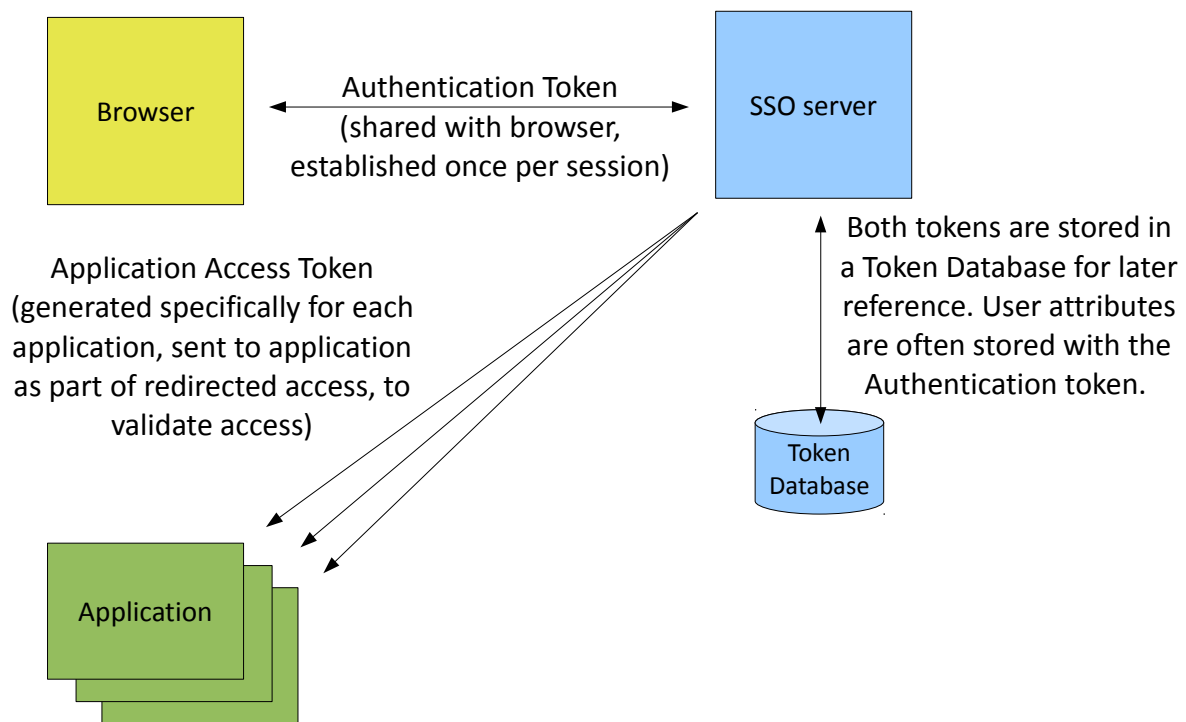 Browser
Authentication Token
(shared with browser,
established once per session)
SSO server
Application Access Token
(generated specifically for each
application, sent to application
as part of redirected access, to
validate access)
Both tokens are stored in
a Token Database for later
reference. User attributes
are often stored with the
Authentication token.
Token
Database
Application